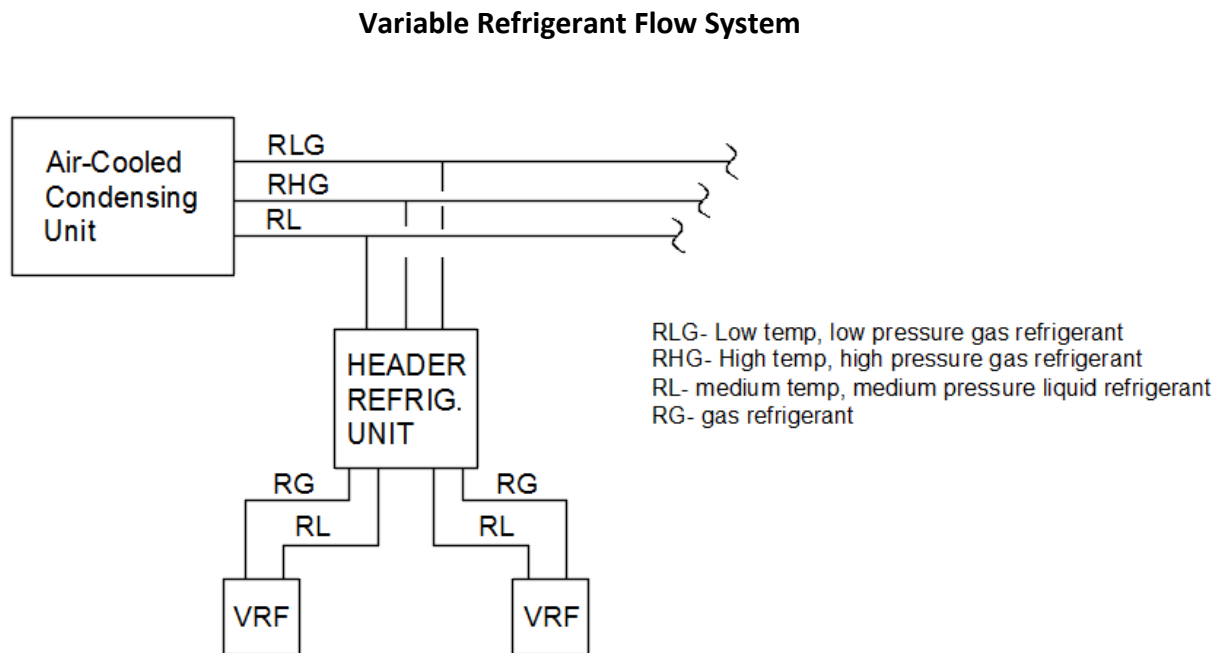 Variable Refrigerant Flow System
Air-Cooled
Condensing
Unit
RLG
RHG
RL
RLG- Low temp, low pressure gas refrigerant
RHG- High temp, high pressure gas refrigerant
RL- medium temp, medium pressure liquid refrigerant
RG- gas refrigerant
HEADER
REFRIG.
UNIT
RG
RG
RL
RL
VRF
VRF